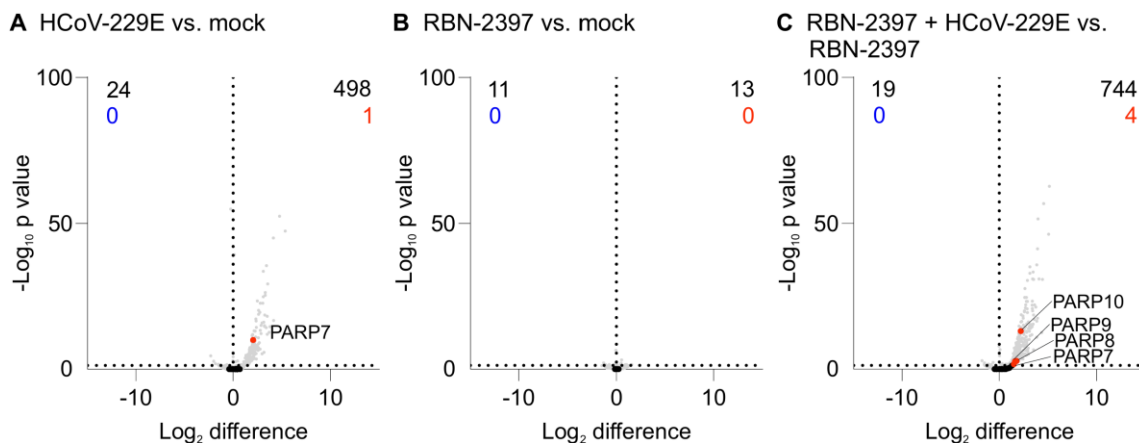 A HCoV-229E vs. mock
24
498
0
1
100
50
0
-Log₁₀ p value
PARP7
-10
0
10
Log₂ difference
B RBN-2397 vs. mock
11
13
0
0
100
50
0
-Log₁₀ p value
-10
0
10
Log₂ difference
C RBN-2397 + HCoV-229E vs.
RBN-2397
19
744
0
4
100
50
0
-Log₁₀ p value
PARP10
PARP9
PARP8
PARP7
-10
0
10
Log₂ difference